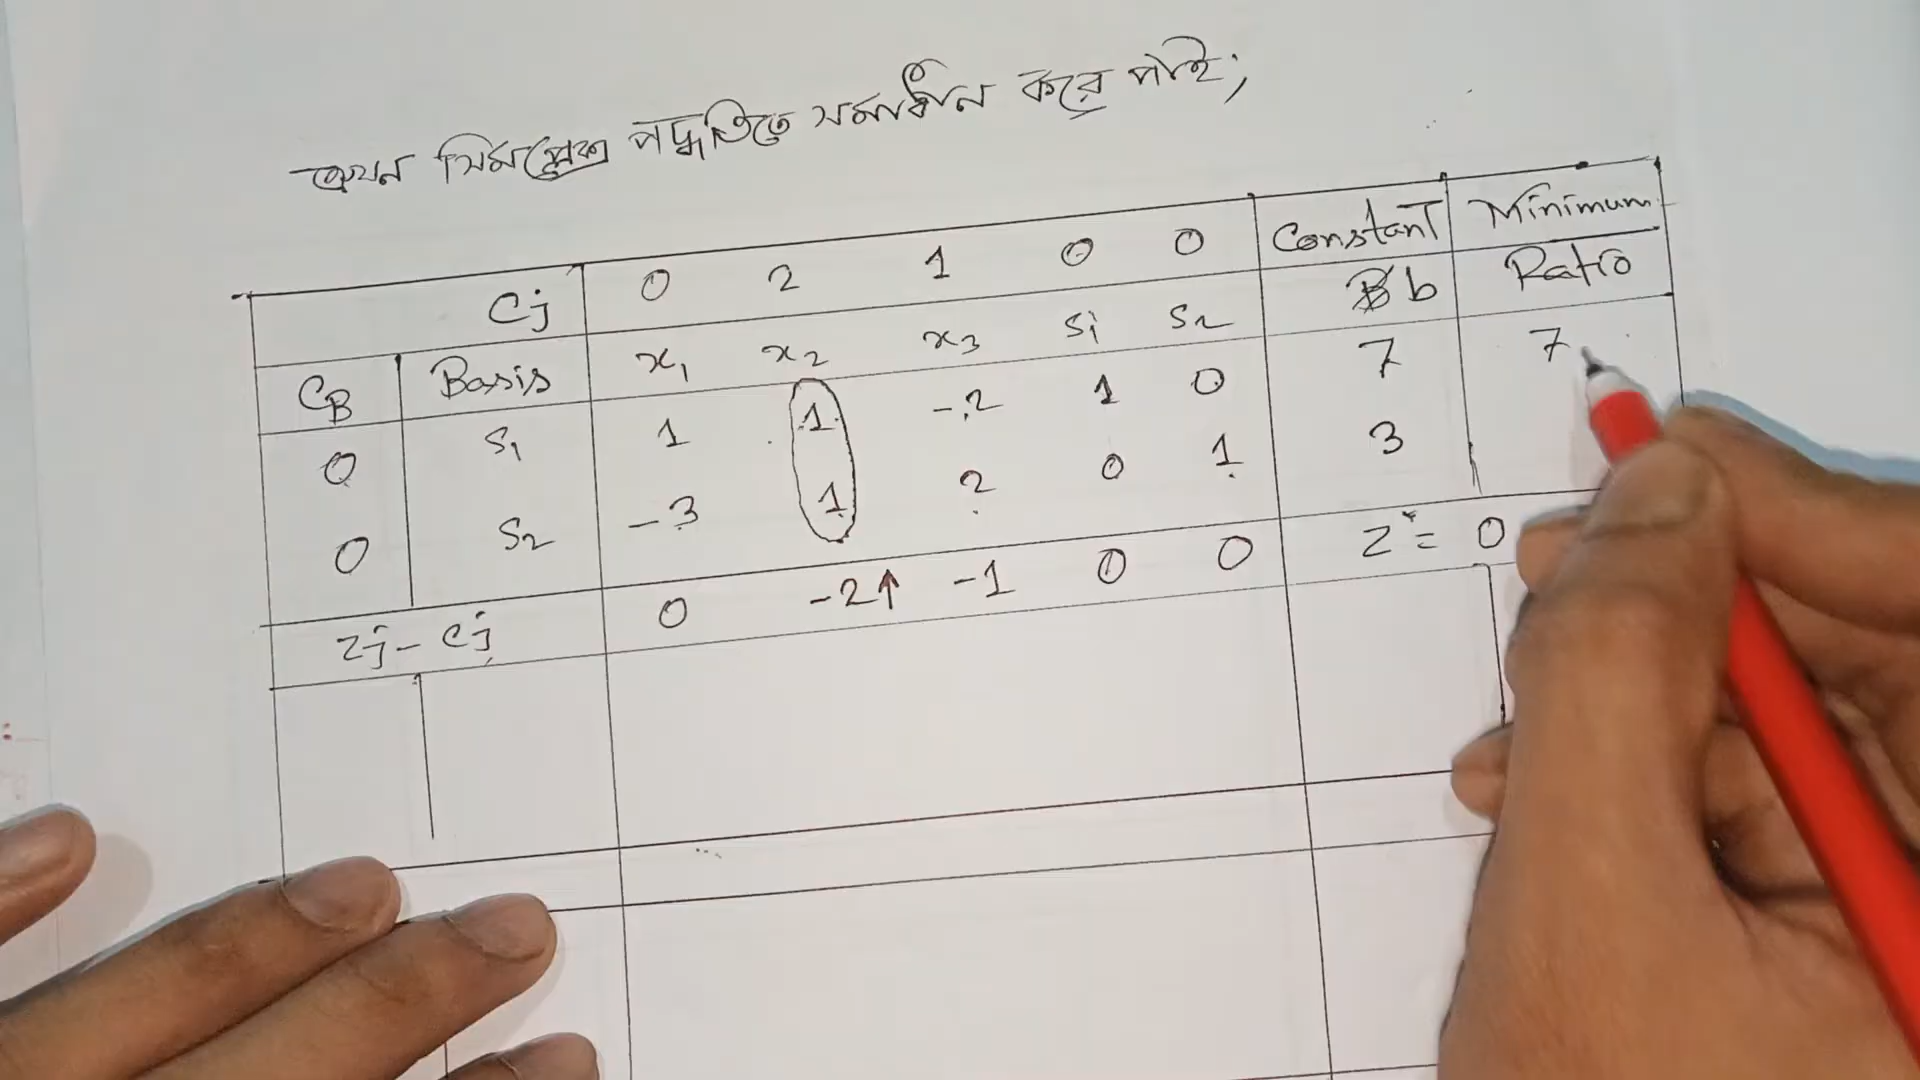 এখন সিমপ্লেক্স পদ্ধতিতে সমাধান করে পাই;
Cj 0 2 1 0 0 Constant Minimum
CB Basis x₁ x₂ x₃ S₁ S₂ b Ratio
0 S₁ 1 1 -2 1 0 7 7
0 S₂ -3 1 2 0 1 3
Zj - Cj 0 -2↑ -1 0 0 Z* = 0